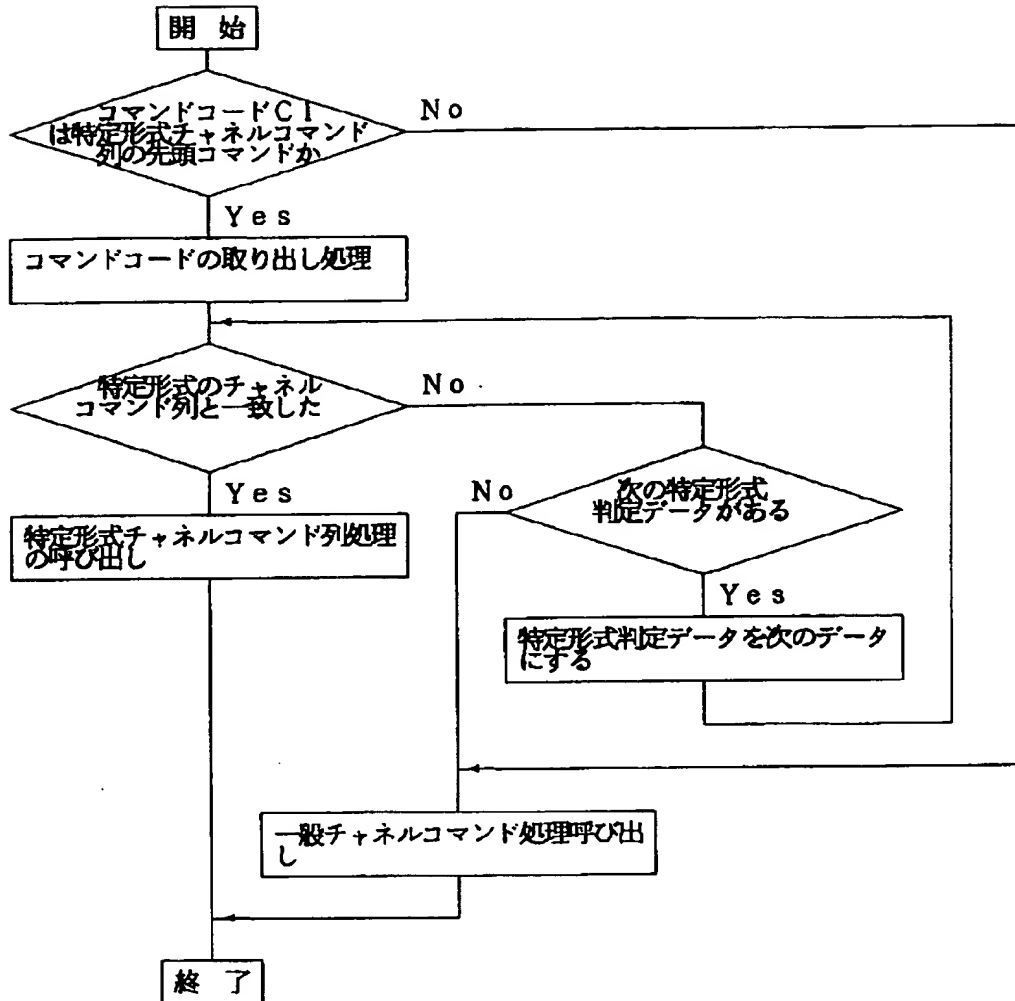 開 始
コマンドコードC1
は特定形式チャネルコマンド
列の先頭コマンドか
No
Yes
コマンドコードの取り出し処理
特定形式のチャネル
コマンド列と一致した
No
Yes
次の特定形式
判定データがある
No
Yes
特定形式チャネルコマンド列処理
の呼び出し
特定形式判定データを次のデータ
にする
一般チャネルコマンド処理呼び出
し
終 了